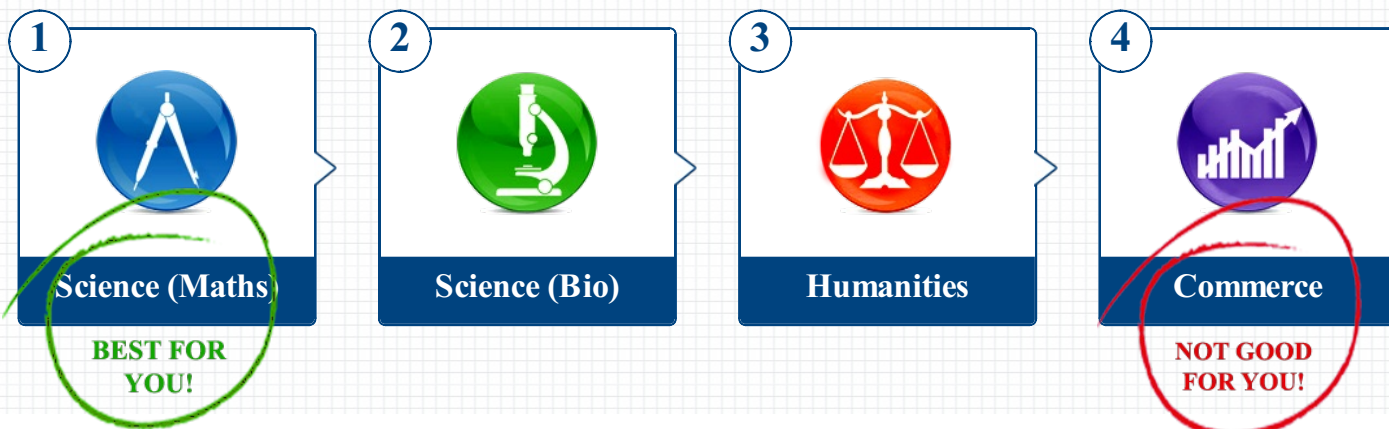 1
2
3
4
Science (Maths)
Science (Bio)
Humanities
Commerce
BEST FOR
YOU!
NOT GOOD
FOR YOU!